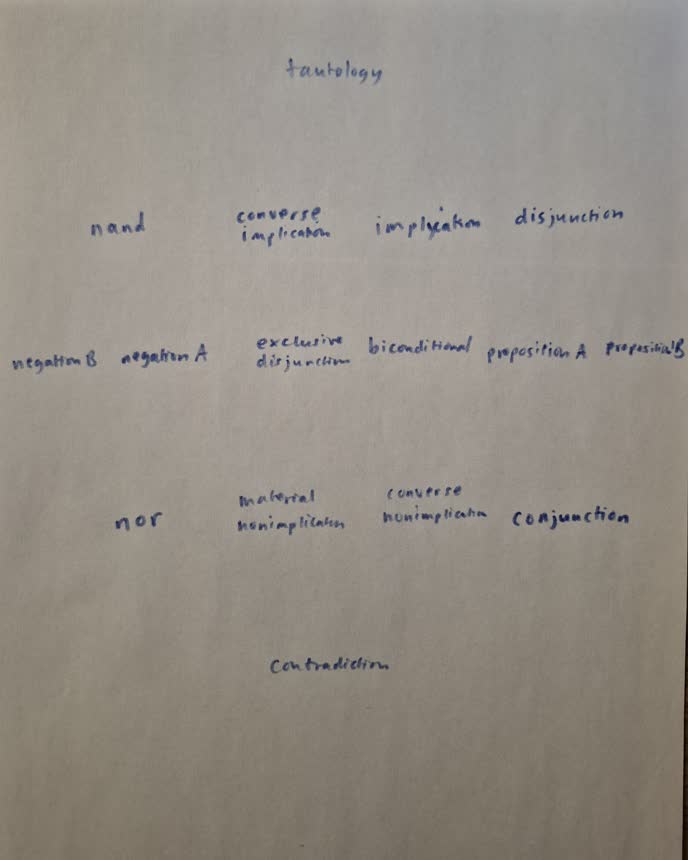 tautology
nand converse implication implication disjunction
negation B negation A exclusive disjunction biconditional proposition A proposition B
nor material nonimplication converse nonimplication conjunction
contradiction